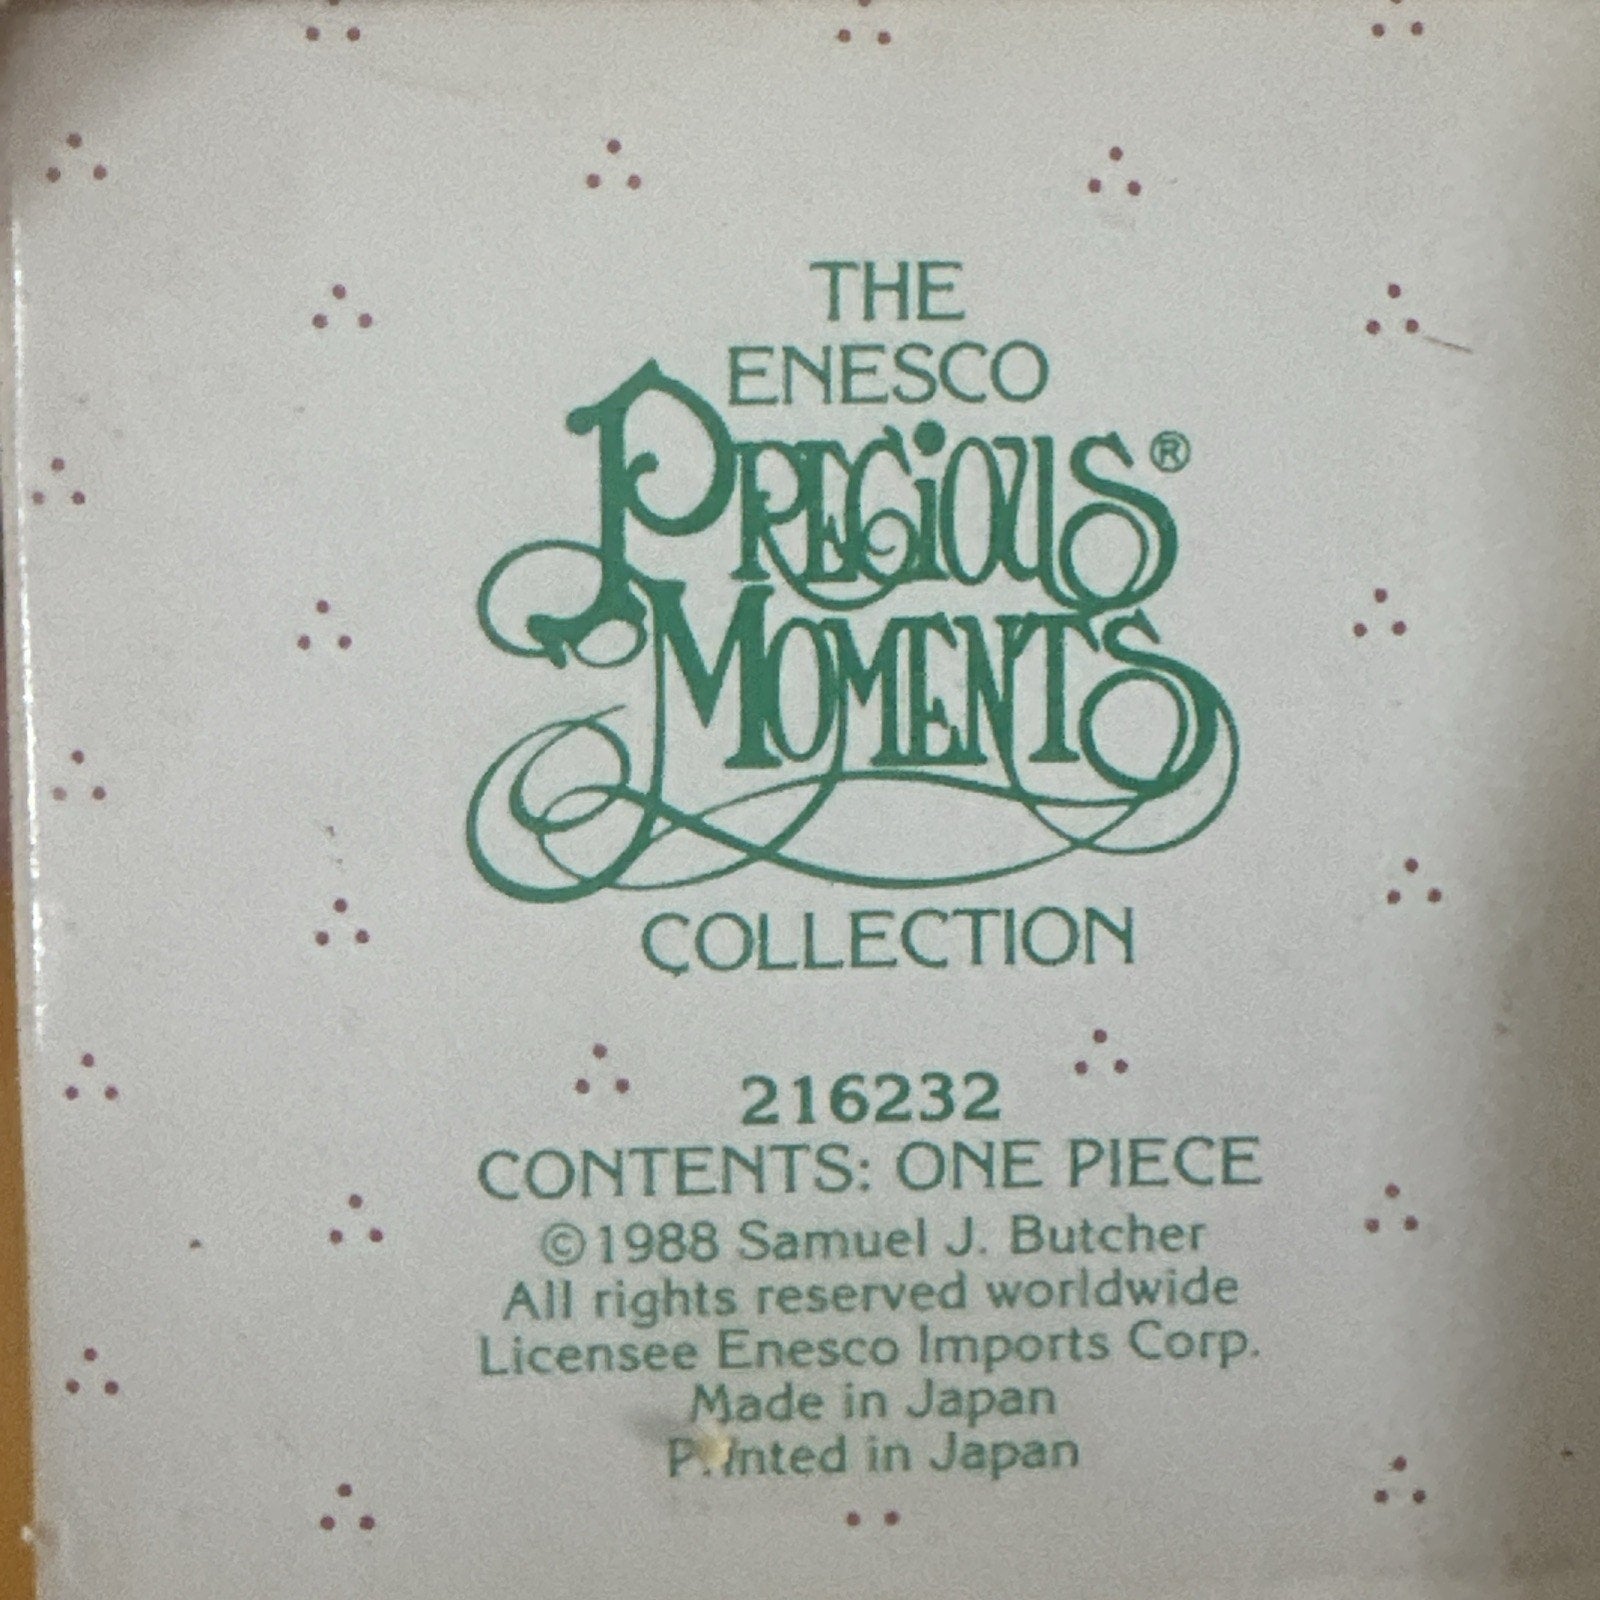 THE
ENESCO
PRECIOUS®
MOMENTS
COLLECTION
216232
CONTENTS: ONE PIECE
©1988 Samuel J. Butcher
All rights reserved worldwide
Licensee Enesco Imports Corp.
Made in Japan
Printed in Japan